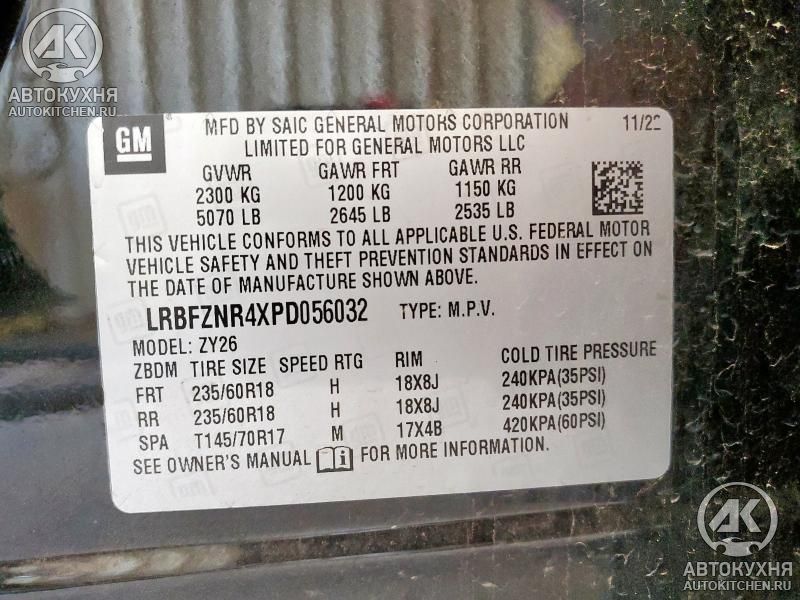 AK
АВТОКУХНЯ
AUTOKITCHEN.RU
GM
MFD BY SAIC GENERAL MOTORS CORPORATION 11/22
LIMITED FOR GENERAL MOTORS LLC
GVWR GAWR FRT GAWR RR
2300 KG 1200 KG 1150 KG
5070 LB 2645 LB 2535 LB
THIS VEHICLE CONFORMS TO ALL APPLICABLE U.S. FEDERAL MOTOR
VEHICLE SAFETY AND THEFT PREVENTION STANDARDS IN EFFECT ON
THE DATE OF MANUFACTURE SHOWN ABOVE.
LRBFZNR4XPD056032 TYPE: M.P.V.
MODEL: ZY26
ZBDM TIRE SIZE SPEED RTG RIM COLD TIRE PRESSURE
FRT 235/60R18 H 18X8J 240KPA(35PSI)
RR 235/60R18 H 18X8J 240KPA(35PSI)
SPA T145/70R17 M 17X4B 420KPA(60PSI)
SEE OWNER'S MANUAL FOR MORE INFORMATION.
AK
АВТОКУХНЯ
AUTOKITCHEN.RU